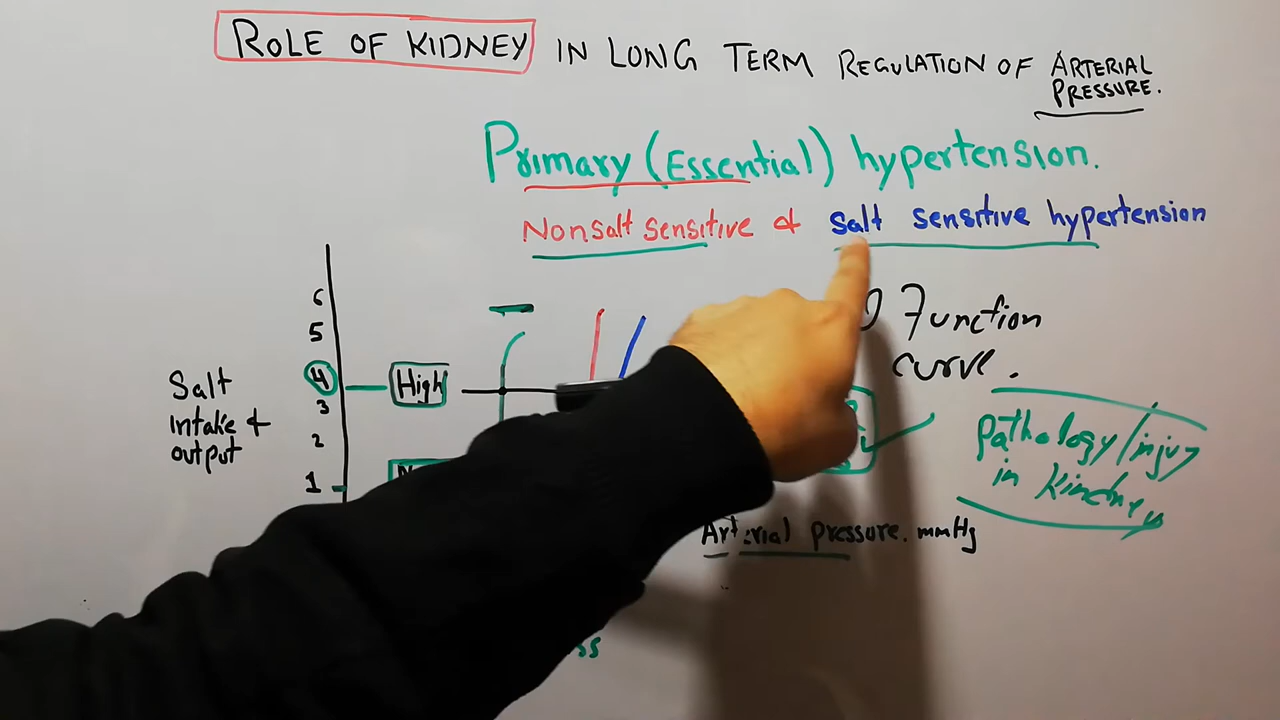 ROLE OF KIDNEY IN LONG TERM REGULATION OF ARTERIAL PRESSURE.
Primary (Essential) hypertension.
Nonsalt sensitive & salt sensitive hypertension
6
5
4
3
2
1
High
Salt
intake &
output
Function
curve.
Pathology/injury
in Kindneys
Arterial pressure. mmHg